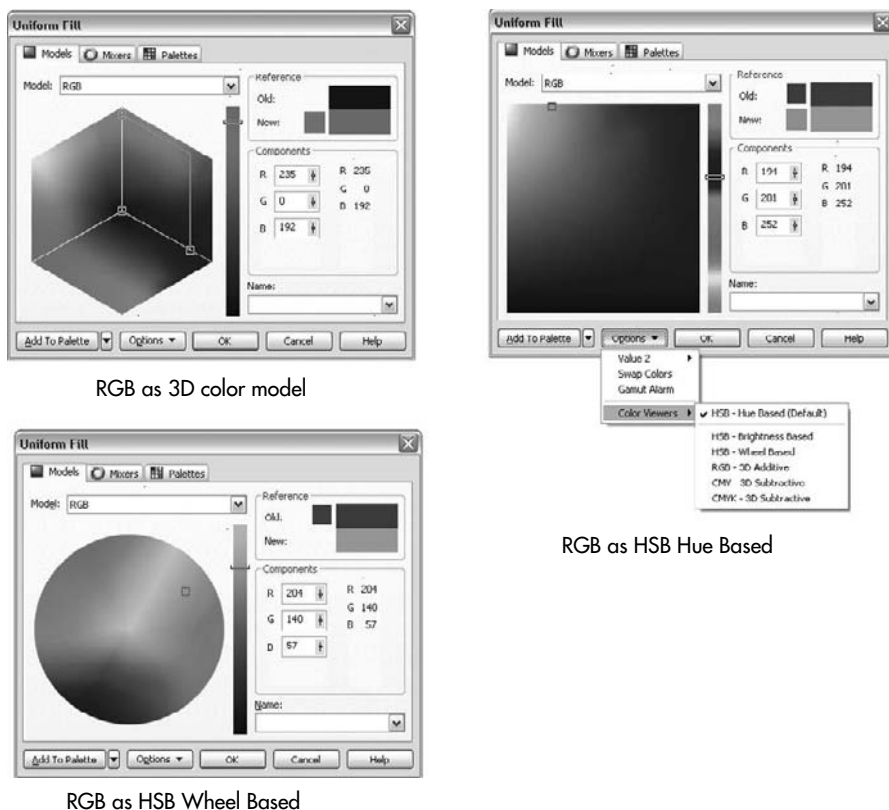 Uniform Fill
Models Mixers Palettes
Model: RGB
Reference
Old:
New:
Components
R 235 R 235
G 0 G 0
B 192 B 192
Name:
Add To Palette Options OK Cancel Help
RGB as 3D color model
Uniform Fill
Models Mixers Palettes
Model: RGB
Reference
Old:
New:
Components
R 194 R 194
G 201 G 201
B 252 B 252
Name:
Add To Palette Options OK Cancel Help
Value 2
Swap Colors
Gamut Alarm
Color Viewers
HSB - Hue Based (Default)
HSB - Brightness Based
HSB - Wheel Based
RGB - 3D Additive
CMY - 3D Subtractive
CMYK - 3D Subtractive
RGB as HSB Hue Based
Uniform Fill
Models Mixers Palettes
Model: RGB
Reference
Old:
New:
Components
R 204 R 204
G 140 G 140
B 57 B 57
Name:
Add To Palette Options OK Cancel Help
RGB as HSB Wheel Based